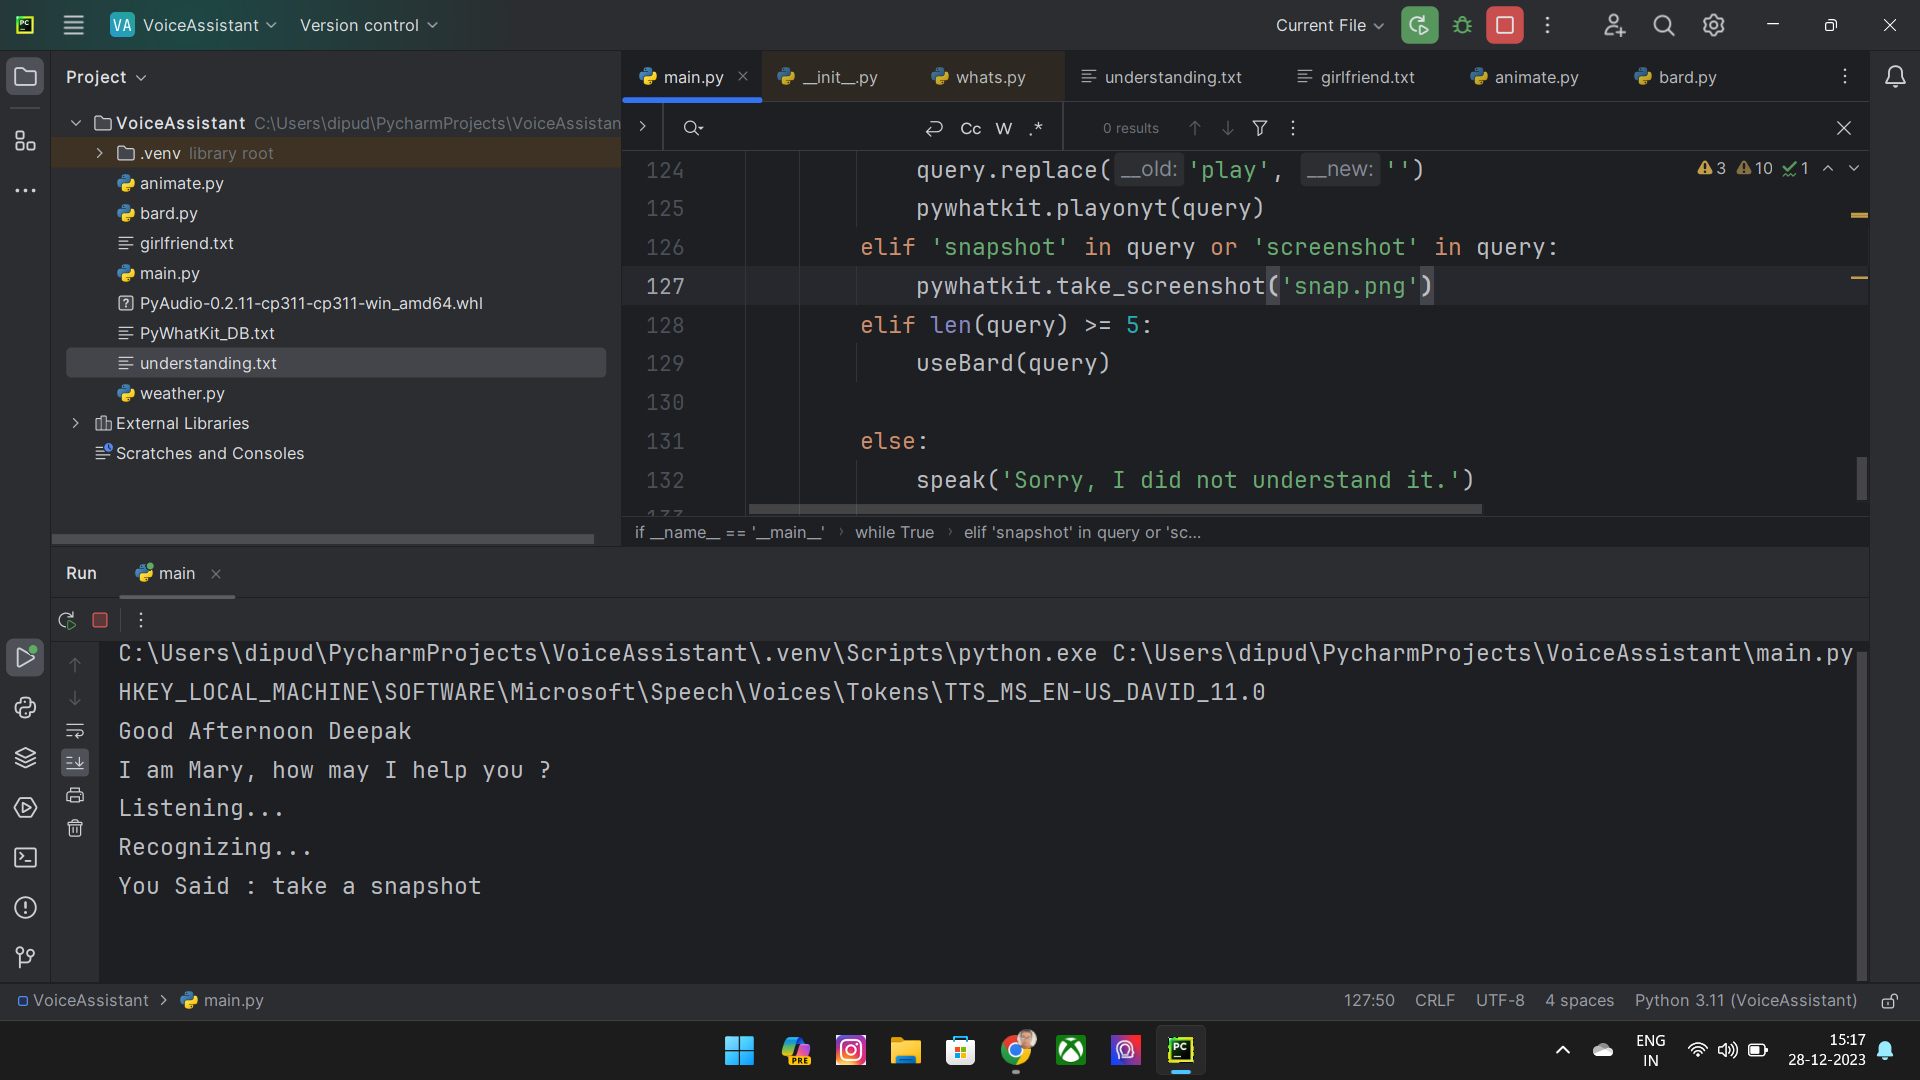 VA VoiceAssistant Version control Current File
Project
main.py __init__.py whats.py understanding.txt girlfriend.txt animate.py bard.py
VoiceAssistant C:\Users\dipud\PycharmProjects\VoiceAssistan
.venv library root
animate.py
bard.py
girlfriend.txt
main.py
PyAudio-0.2.11-cp311-cp311-win_amd64.whl
PyWhatKit_DB.txt
understanding.txt
weather.py
External Libraries
Scratches and Consoles
Cc W .* 0 results
3 10 1
124 query.replace(__old: 'play', __new: '')
125 pywhatkit.playonyt(query)
126 elif 'snapshot' in query or 'screenshot' in query:
127 pywhatkit.take_screenshot('snap.png')
128 elif len(query) >= 5:
129 useBard(query)
130
131 else:
132 speak('Sorry, I did not understand it.')
133
if __name__ == '__main__' › while True › elif 'snapshot' in query or 'sc...
Run main
C:\Users\dipud\PycharmProjects\VoiceAssistant\.venv\Scripts\python.exe C:\Users\dipud\PycharmProjects\VoiceAssistant\main.py
HKEY_LOCAL_MACHINE\SOFTWARE\Microsoft\Speech\Voices\Tokens\TTS_MS_EN-US_DAVID_11.0
Good Afternoon Deepak
I am Mary, how may I help you ?
Listening...
Recognizing...
You Said : take a snapshot
VoiceAssistant > main.py 127:50 CRLF UTF-8 4 spaces Python 3.11 (VoiceAssistant)
PRE PC ENG 15:17
IN 28-12-2023